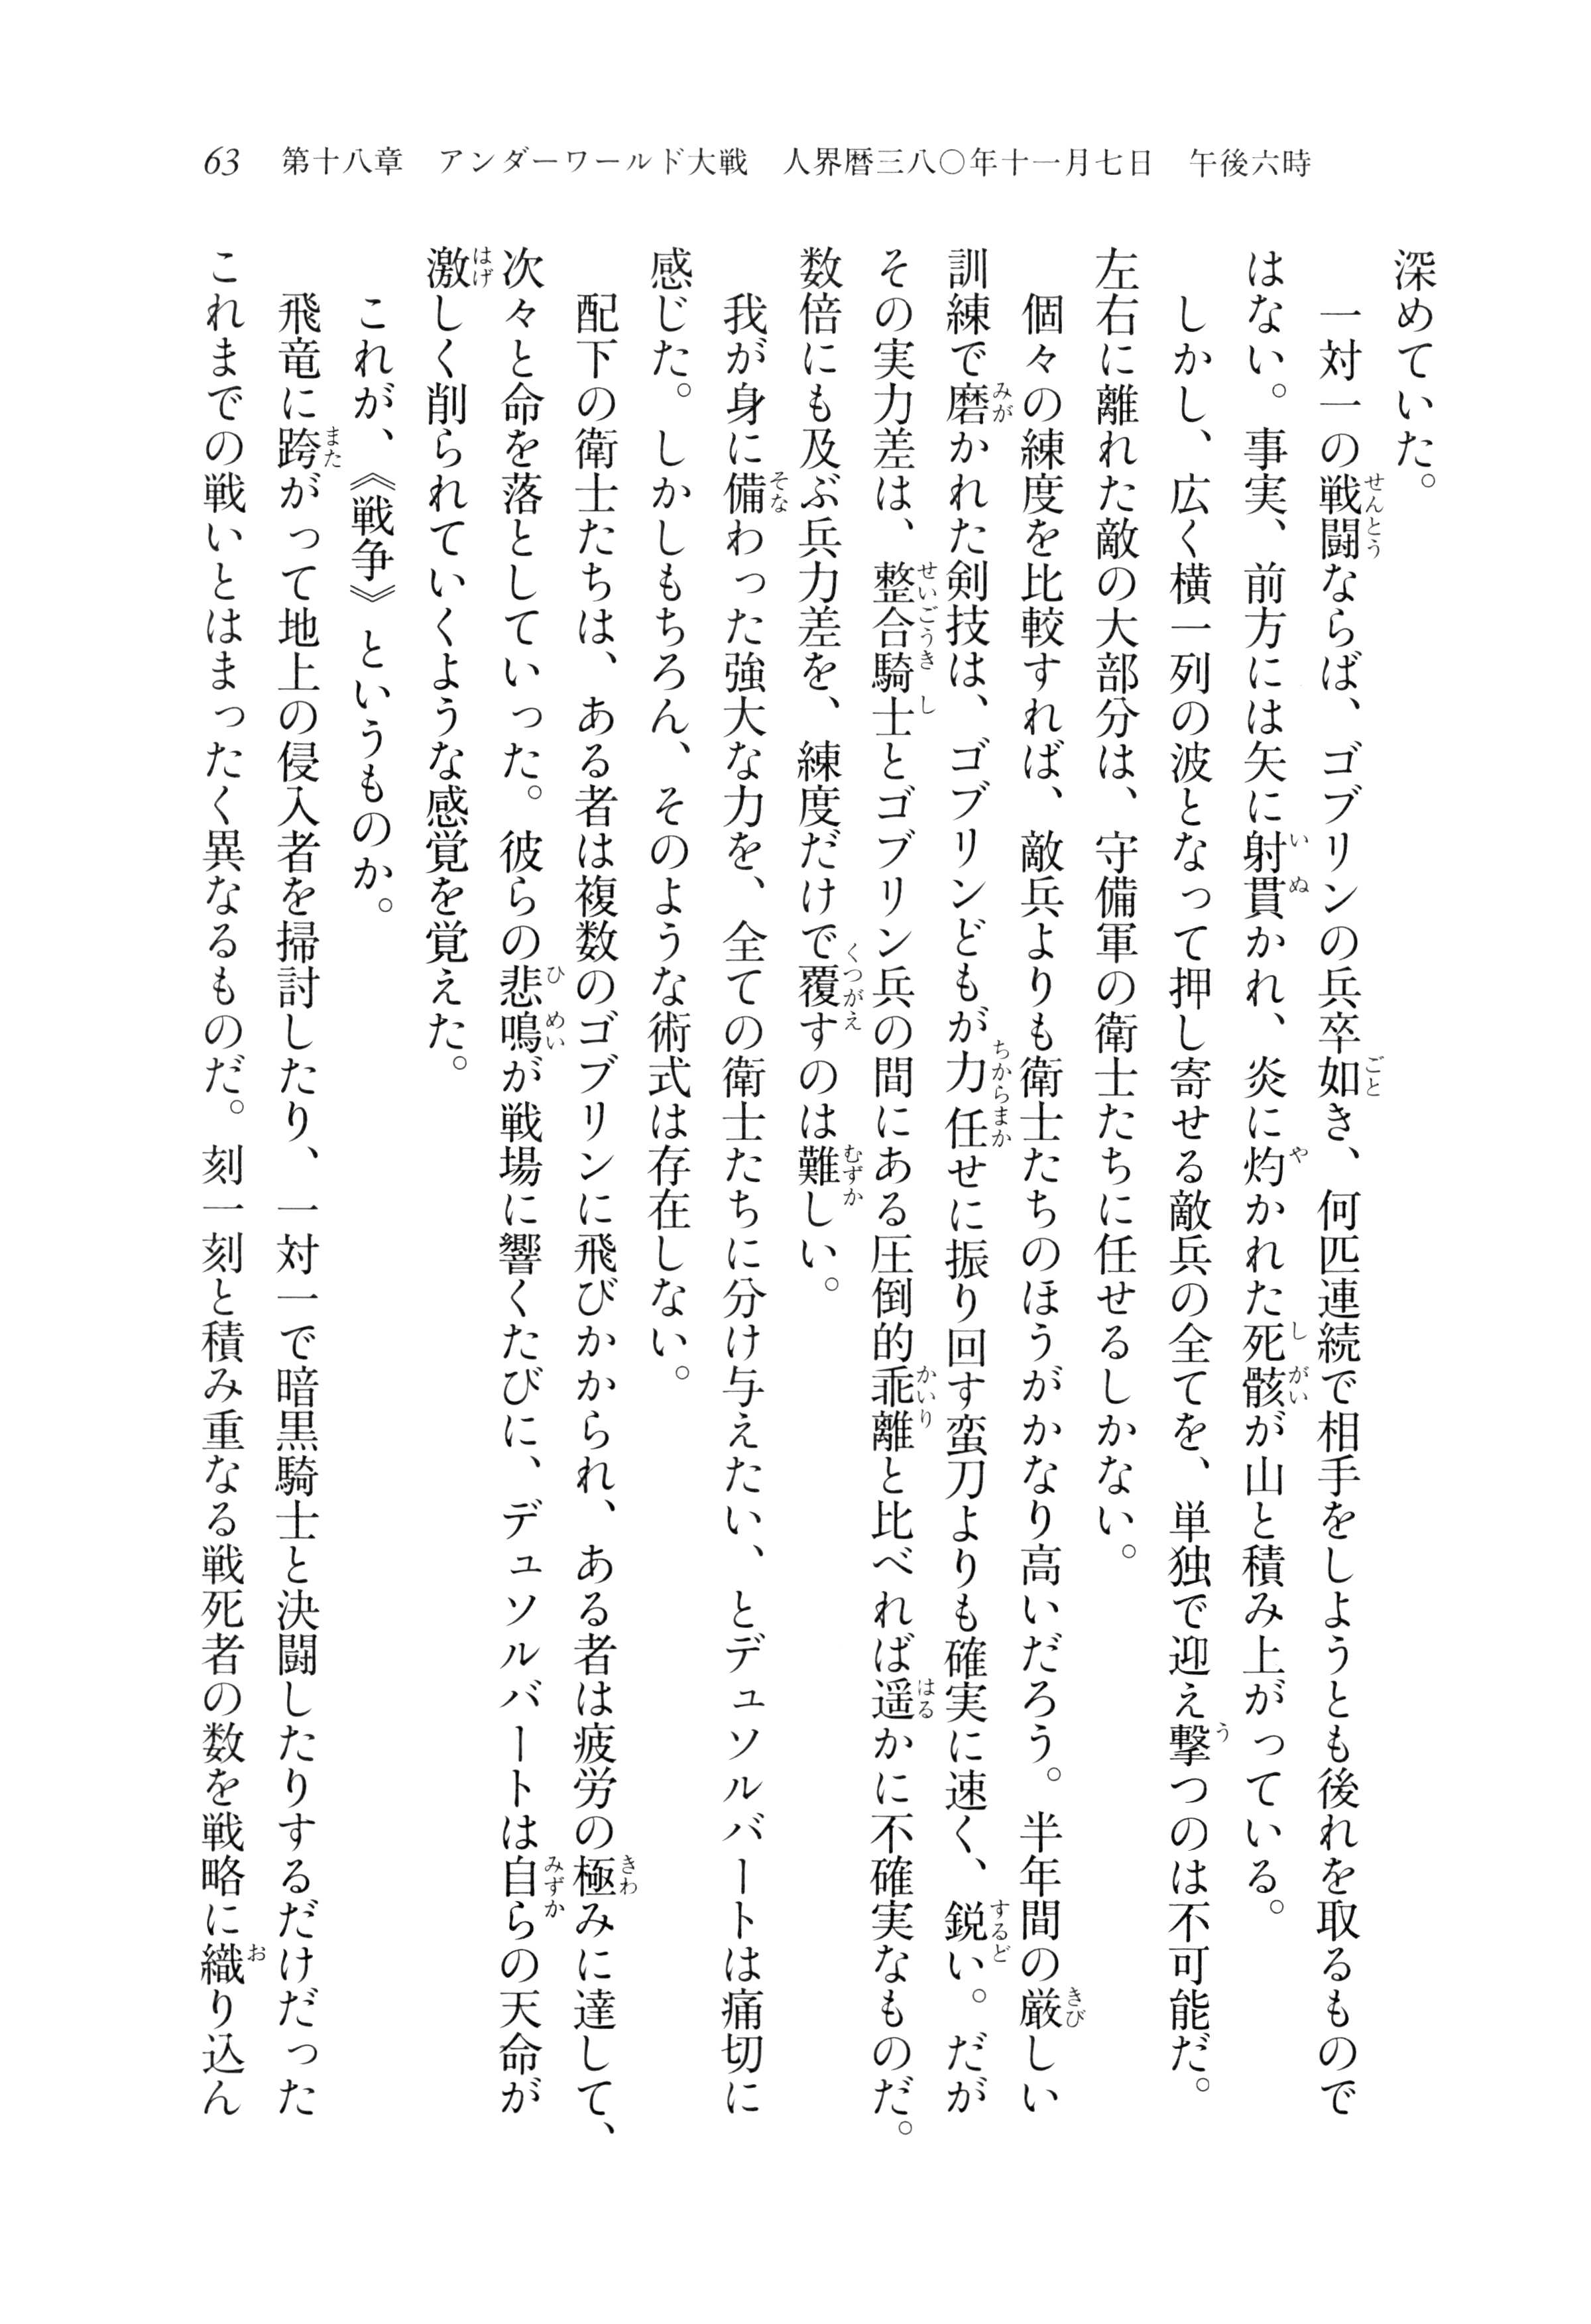 63　第十八章　アンダーワールド大戦　人界暦三八〇年十一月七日　午後六時
深めていた。
　一対一の戦闘ならば、ゴブリンの兵卒如き、何匹連続で相手をしようとも後れを取るもので
はない。事実、前方には矢に射貫かれ、炎に灼かれた死骸が山と積み上がっている。
　しかし、広く横一列の波となって押し寄せる敵兵の全てを、単独で迎え撃つのは不可能だ。
左右に離れた敵の大部分は、守備軍の衛士たちに任せるしかない。
　個々の練度を比較すれば、敵兵よりも衛士たちのほうがかなり高いだろう。半年間の厳しい
訓練で磨かれた剣技は、ゴブリンどもが力任せに振り回す蛮刀よりも確実に速く、鋭い。だが
その実力差は、整合騎士とゴブリン兵の間にある圧倒的乖離と比べれば遥かに不確実なものだ。
数倍にも及ぶ兵力差を、練度だけで覆すのは難しい。
　我が身に備わった強大な力を、全ての衛士たちに分け与えたい、とデュソルバートは痛切に
感じた。しかしもちろん、そのような術式は存在しない。
　配下の衛士たちは、ある者は複数のゴブリンに飛びかかられ、ある者は疲労の極みに達して、
次々と命を落としていった。彼らの悲鳴が戦場に響くたびに、デュソルバートは自らの天命が
激しく削られていくような感覚を覚えた。
　これが、《戦争》というものか。
　飛竜に跨がって地上の侵入者を掃討したり、一対一で暗黒騎士と決闘したりするだけだった
これまでの戦いとはまったく異なるものだ。刻一刻と積み重なる戦死者の数を戦略に織り込ん